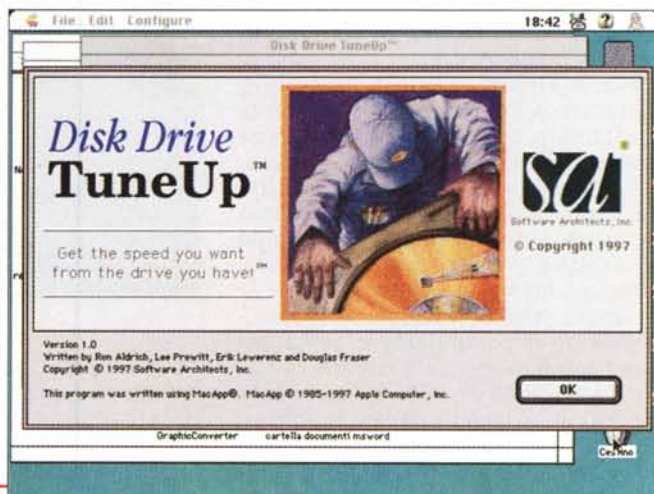 File Edit Configure 18:42
Disk Drive TuneUp™
Disk Drive
TuneUp™
Get the speed you want
from the drive you have!℠
sai
Software Architects, Inc.
© Copyright 1997
Version 1.0
Written by Ron Aldrich, Lee Prewitt, Erik Lewerenz and Douglas Fraser
Copyright © 1997 Software Architects, Inc.
This program was written using MacApp®. MacApp © 1985-1997 Apple Computer, Inc.
OK
GraphicConverter cartella documenti msword